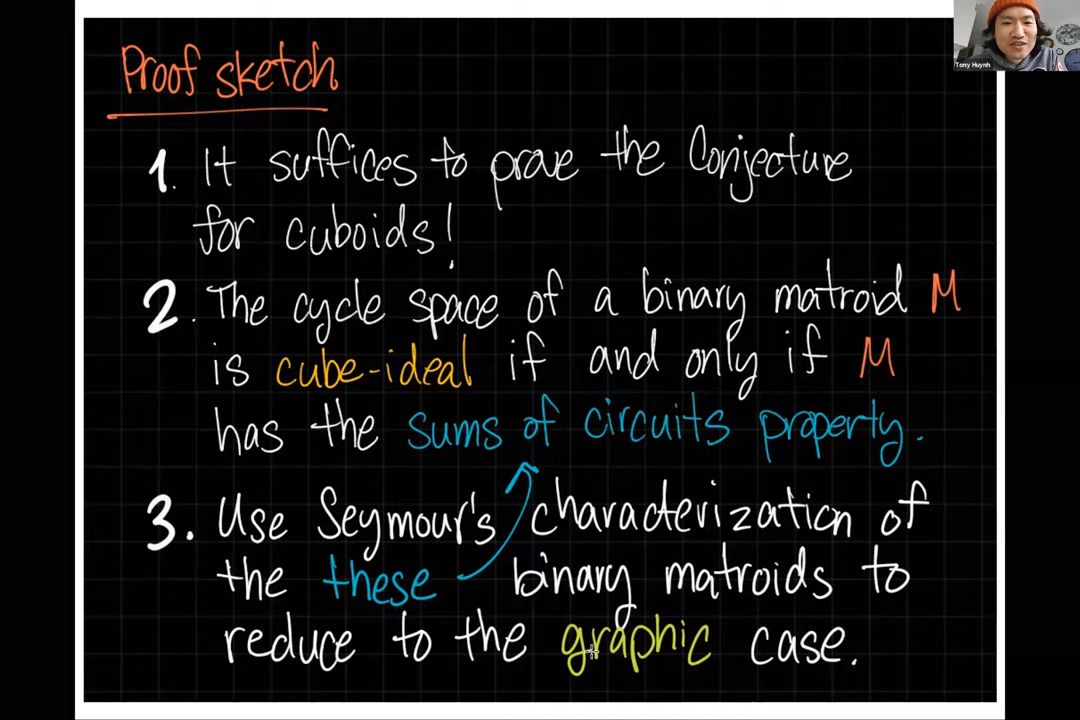 Proof sketch.
Tony Huynh
1. It suffices to prove the Conjecture
for cuboids!
2. The cycle space of a binary matroid M
is cube-ideal if and only if M
has the sums of circuits property.
3. Use Seymour's characterization of
the these binary matroids to
reduce to the graphic case.